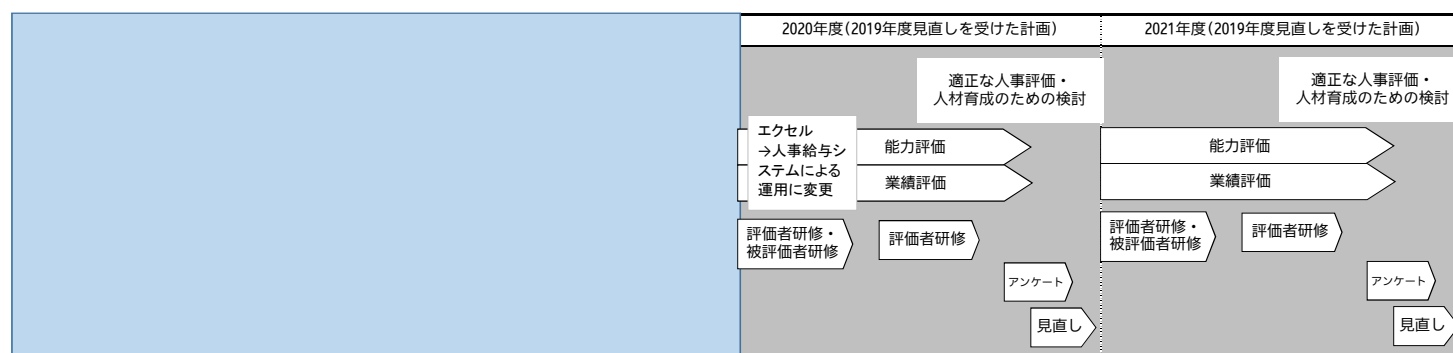 2020年度(2019年度見直しを受けた計画)
適正な人事評価・
人材育成のための検討
エクセル
→人事給与シ
ステムによる
運用に変更
能力評価
業績評価
評価者研修・
被評価者研修
評価者研修
アンケート
見直し
2021年度(2019年度見直しを受けた計画)
適正な人事評価・
人材育成のための検討
能力評価
業績評価
評価者研修・
被評価者研修
評価者研修
アンケート
見直し